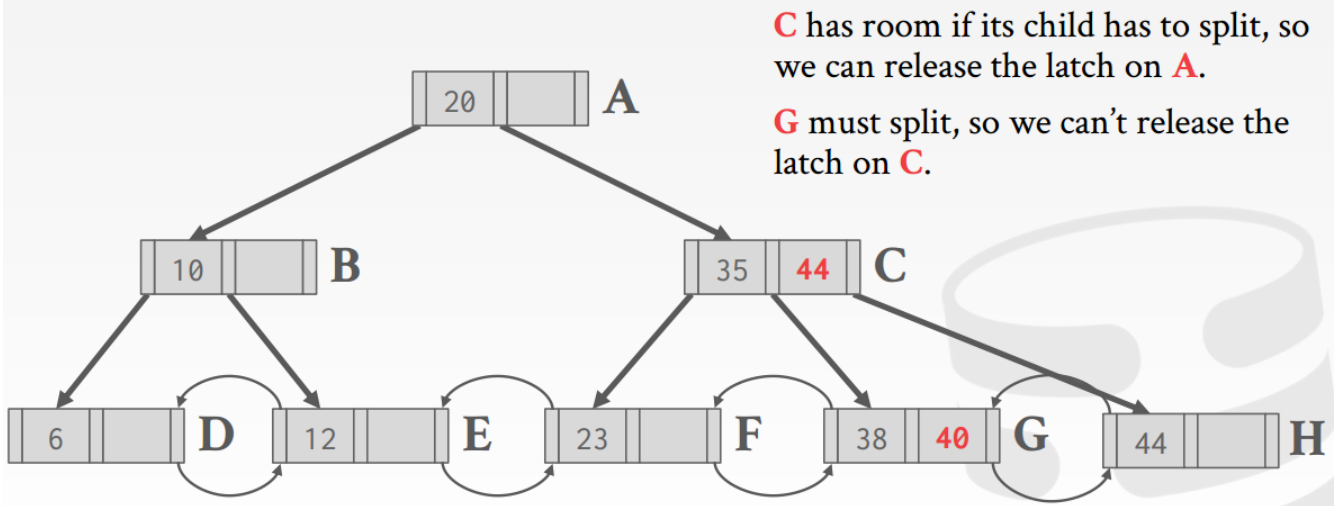 C has room if its child has to split, so
we can release the latch on A.
G must split, so we can’t release the
latch on C.
20 A
10 B
35 44 C
6 D
12 E
23 F
38 40 G
44 H